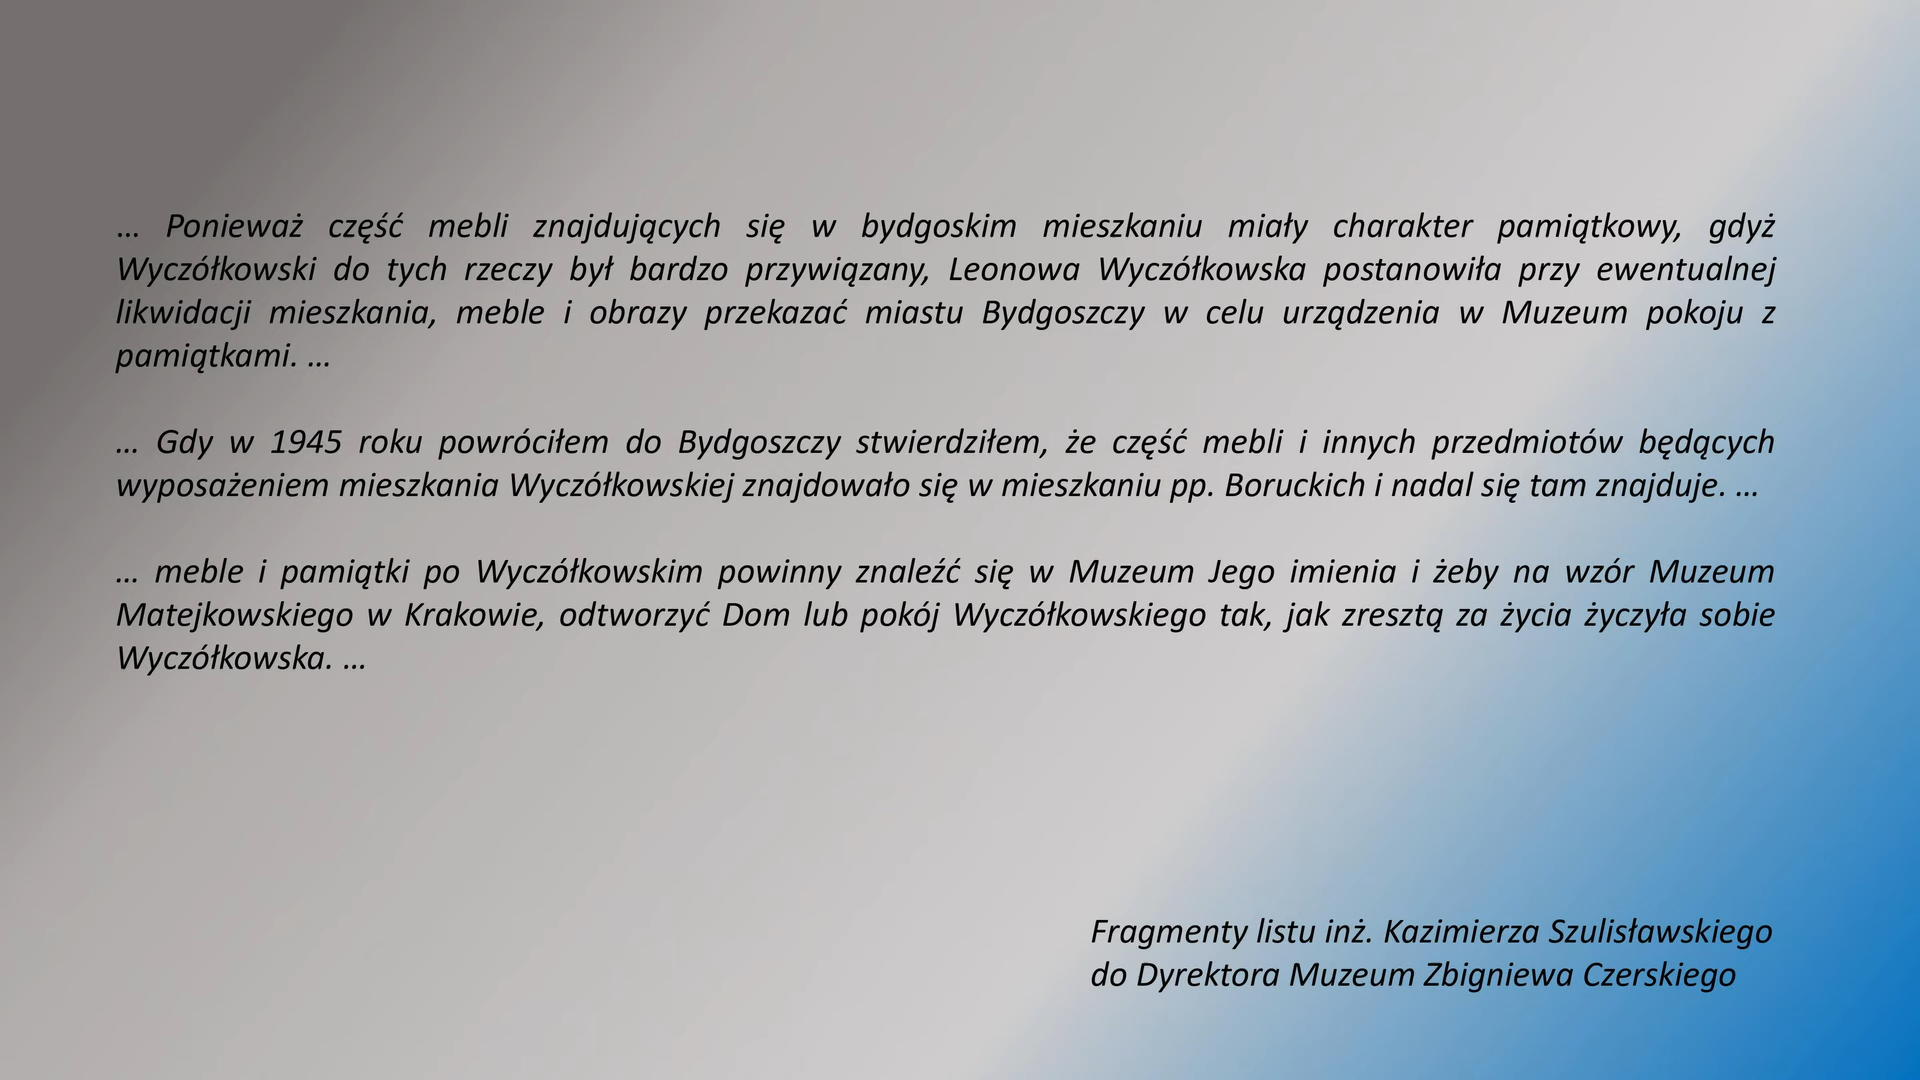 … Ponieważ część mebli znajdujących się w bydgoskim mieszkaniu miały charakter pamiątkowy, gdyż
Wyczółkowski do tych rzeczy był bardzo przywiązany, Leonowa Wyczółkowska postanowiła przy ewentualnej
likwidacji mieszkania, meble i obrazy przekazać miastu Bydgoszczy w celu urządzenia w Muzeum pokoju z
pamiątkami. …
… Gdy w 1945 roku powróciłem do Bydgoszczy stwierdziłem, że część mebli i innych przedmiotów będących
wyposażeniem mieszkania Wyczółkowskiej znajdowało się w mieszkaniu pp. Boruckich i nadal się tam znajduje. …
… meble i pamiątki po Wyczółkowskim powinny znaleźć się w Muzeum Jego imienia i żeby na wzór Muzeum
Matejkowskiego w Krakowie, odtworzyć Dom lub pokój Wyczółkowskiego tak, jak zresztą za życia życzyła sobie
Wyczółkowska. …
Fragmenty listu inż. Kazimierza Szulisławskiego
do Dyrektora Muzeum Zbigniewa Czerskiego